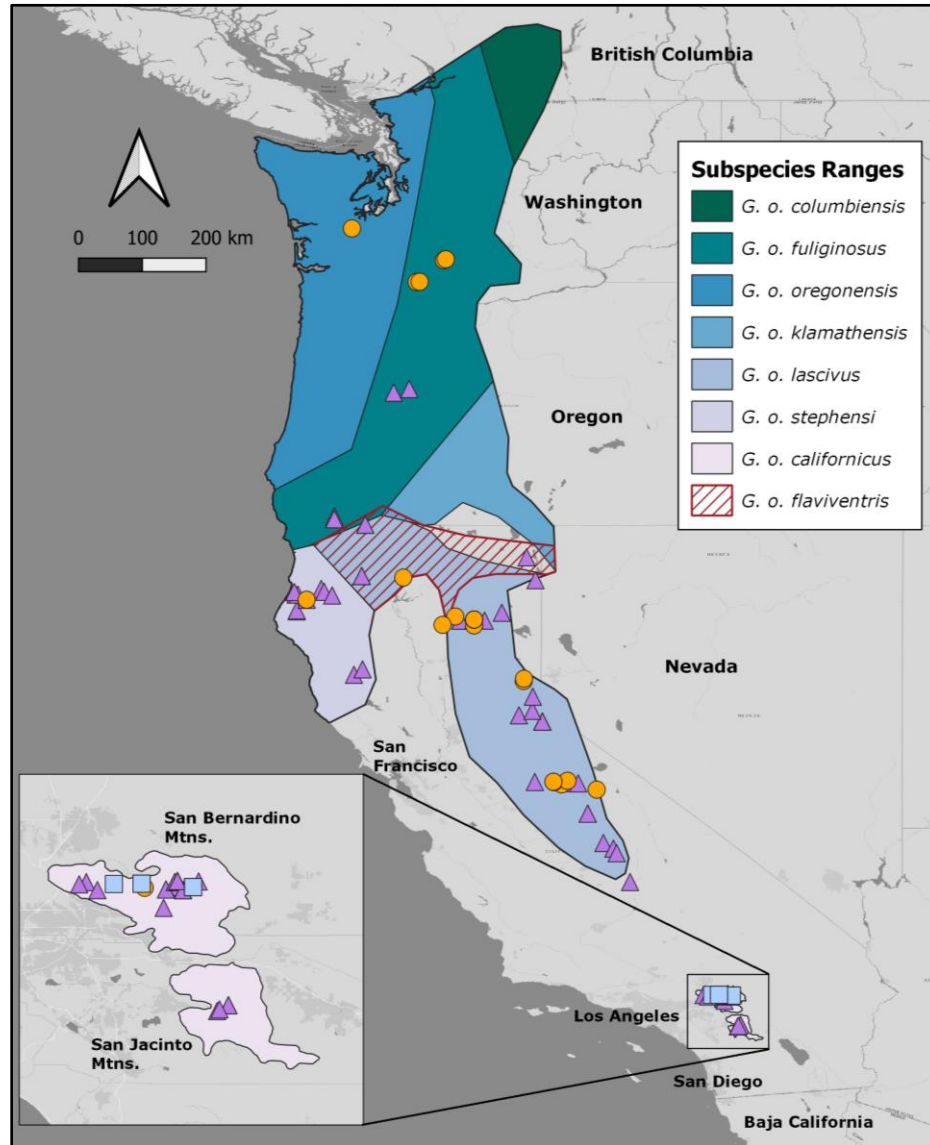 British Columbia
Washington
0 100 200 km
Subspecies Ranges
G. o. columbiensis
G. o. fuliginosus
G. o. oregonensis
G. o. klamathensis
G. o. lascivus
G. o. stephensi
G. o. californicus
G. o. flaviventris
Oregon
Nevada
San
Francisco
San Bernardino
Mtns.
San Jacinto
Mtns.
Los Angeles
San Diego
Baja California